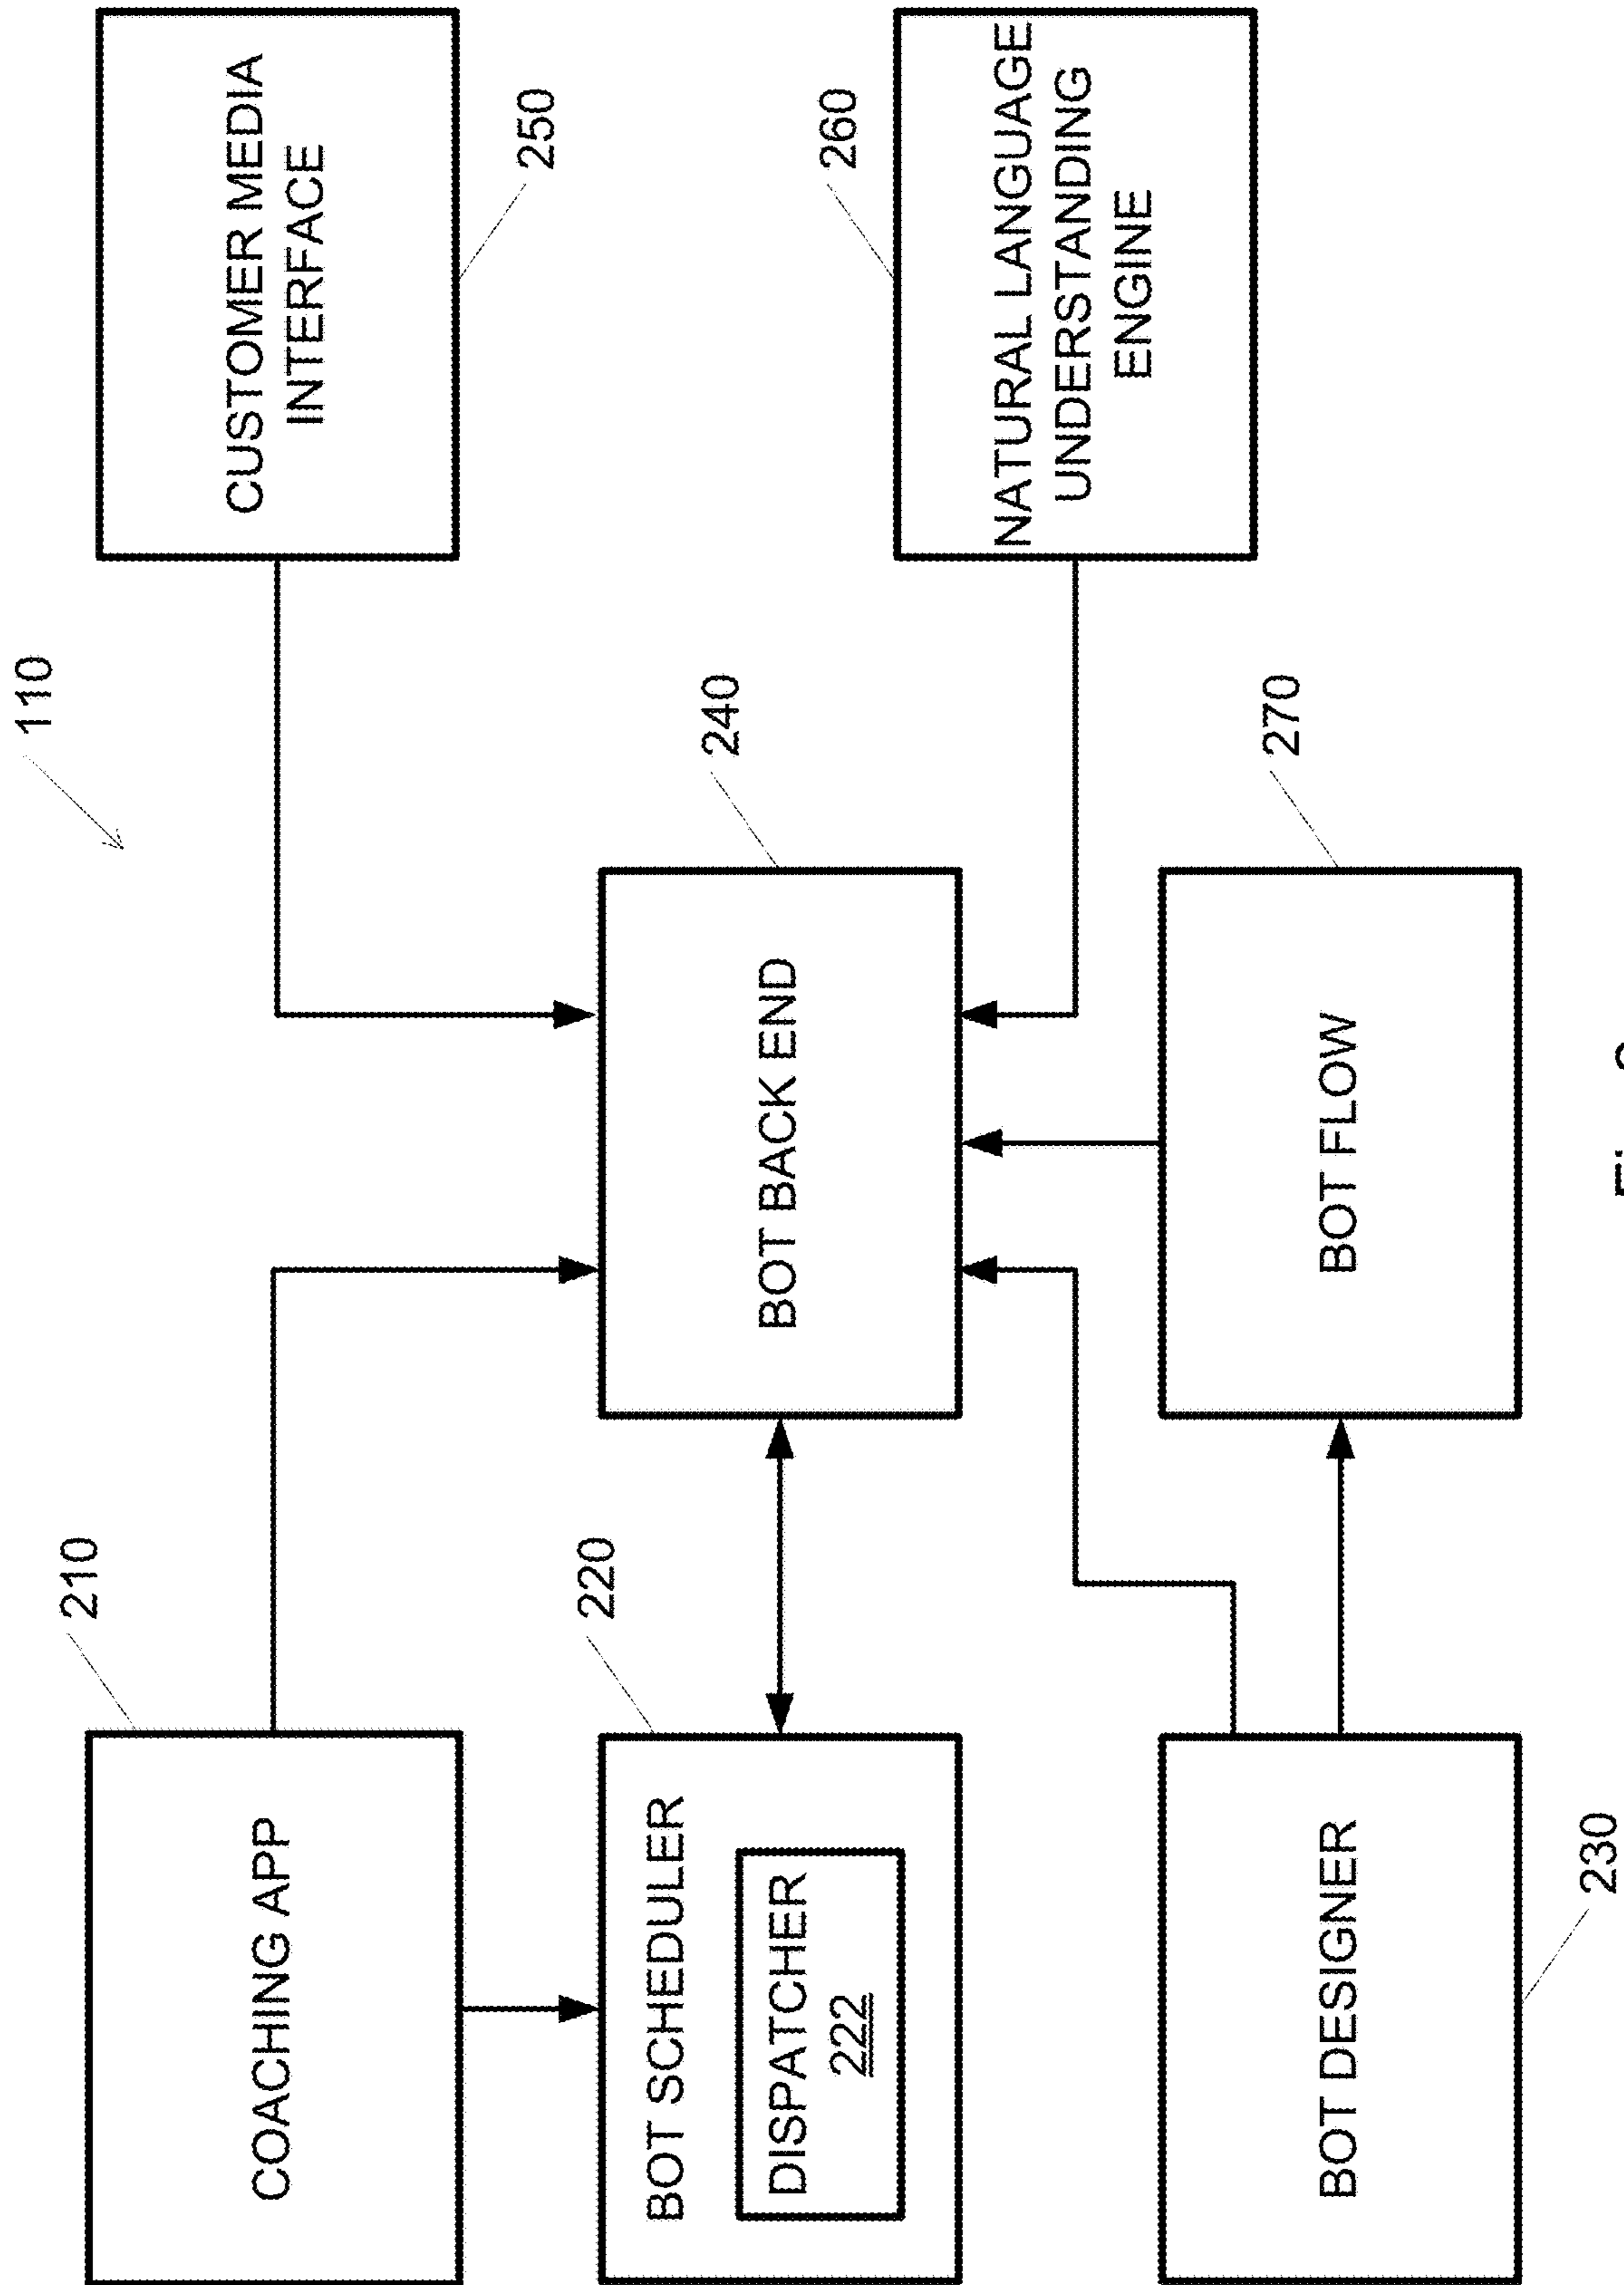 110
210
COACHING APP
CUSTOMER MEDIA
INTERFACE
250
220
BOT SCHEDULER
DISPATCHER
222
240
BOT BACK END
260
NATURAL LANGUAGE
UNDERSTANDING
ENGINE
270
BOT DESIGNER
BOT FLOW
230